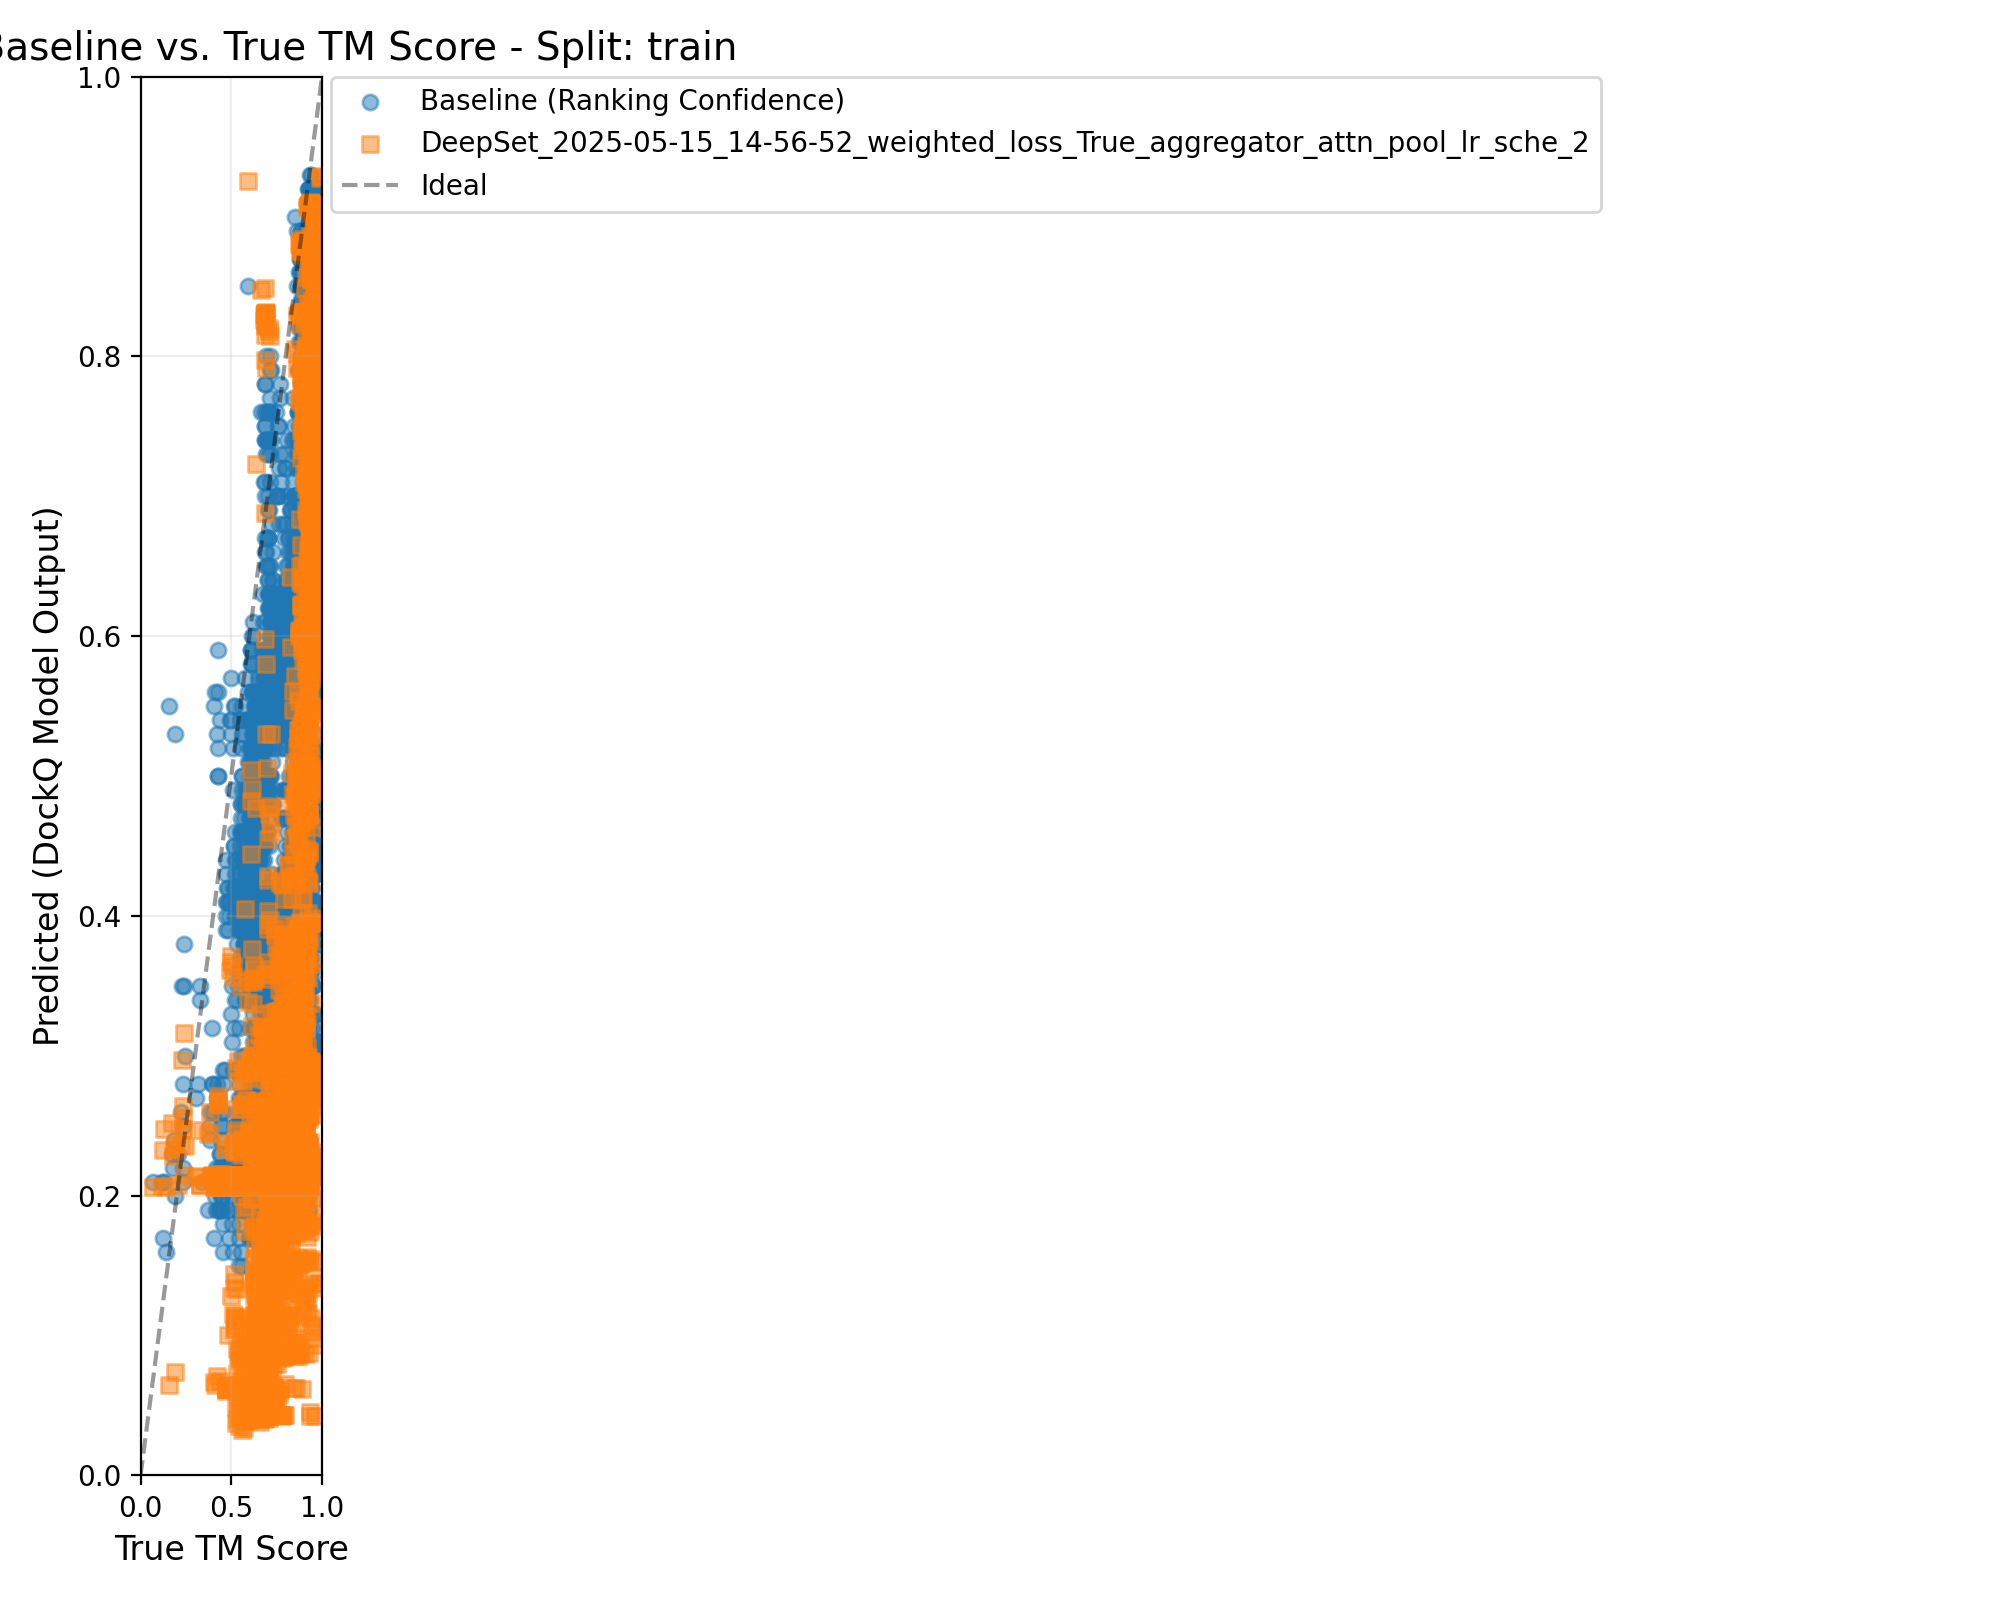 Baseline vs. True TM Score - Split: train
Baseline (Ranking Confidence)
DeepSet_2025-05-15_14-56-52_weighted_loss_True_aggregator_attn_pool_lr_sche_2
Ideal
Predicted (DockQ Model Output)
1.0
0.8
0.6
0.4
0.2
0.0
0.0 0.5 1.0
True TM Score